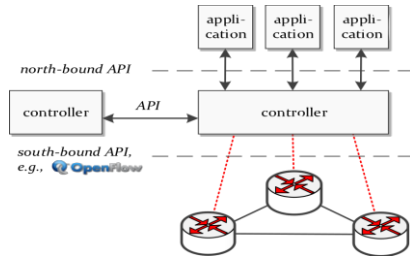 appli-
cation
appli-
cation
appli-
cation
north-bound API
controller
API
controller
south-bound API,
e.g., OpenFlow